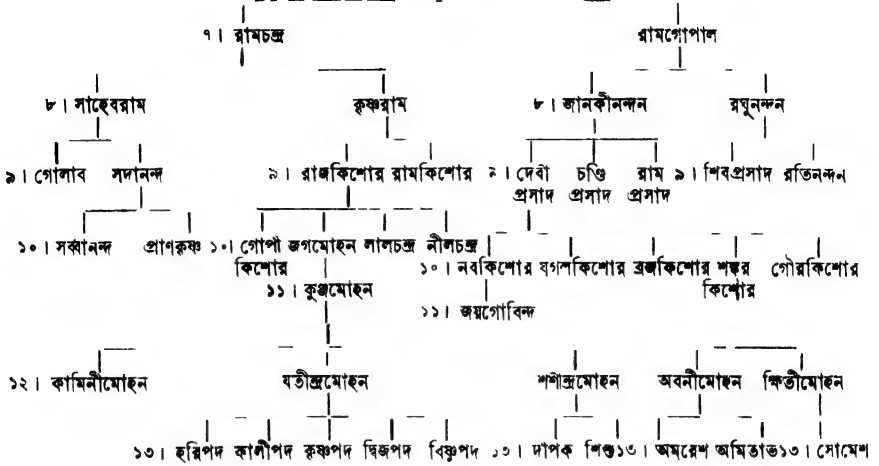 ৭। রামচন্দ্র রামগোপাল
৮। সাহেবরাম কৃষ্ণরাম ৮। জানকীনন্দন রঘুনন্দন
৯। গোলাব সদানন্দ ৯। রাজকিশোর রামকিশোর ৯। দেবী চণ্ডি রাম ৯। শিবপ্রসাদ রতিনন্দন
প্রসাদ প্রসাদ প্রসাদ
১০। সর্ব্বানন্দ প্রাণকৃষ্ণ ১০। গোপী জগমোহন লালচন্দ্র নীলচন্দ্র
কিশোর ১০। নবকিশোর যুগলকিশোর ব্রজকিশোর শঙ্কর গৌরকিশোর
১১। কুঞ্জমোহন কিশোর
১১। জয়গোবিন্দ
১২। কামিনীমোহন যতীন্দ্রমোহন শশীন্দ্রমোহন অবনীমোহন ক্ষিতীমোহন
১৩। হরিপদ কালীপদ কৃষ্ণপদ দ্বিজপদ বিষ্ণুপদ ১৩। দীপক শিশু ১৩। অমরেশ অমিতাভ ১৩। সোমেশ